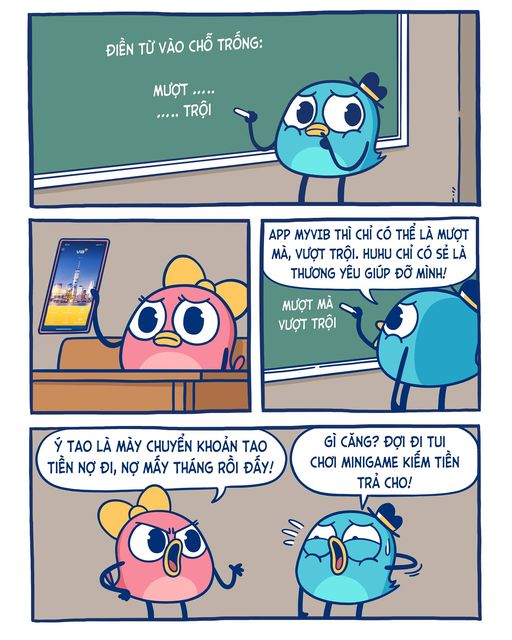 ĐIỀN TỪ VÀO CHỖ TRỐNG:
MƯỢT .....
..... TRỘI
VIB
APP MYVIB THÌ CHỈ CÓ THỂ LÀ MƯỢT
MÀ, VƯỢT TRỘI. HUHU CHỈ CÓ SẺ LÀ
THƯƠNG YÊU GIÚP ĐỠ MÌNH!
MƯỢT MÀ
VƯỢT TRỘI
Ý TAO LÀ MÀY CHUYỂN KHOẢN TAO
TIỀN NỢ ĐI, NỢ MẤY THÁNG RỒI ĐẤY!
GÌ CĂNG? ĐỢI ĐI TUI
CHƠI MINIGAME KIẾM TIỀN
TRẢ CHO!